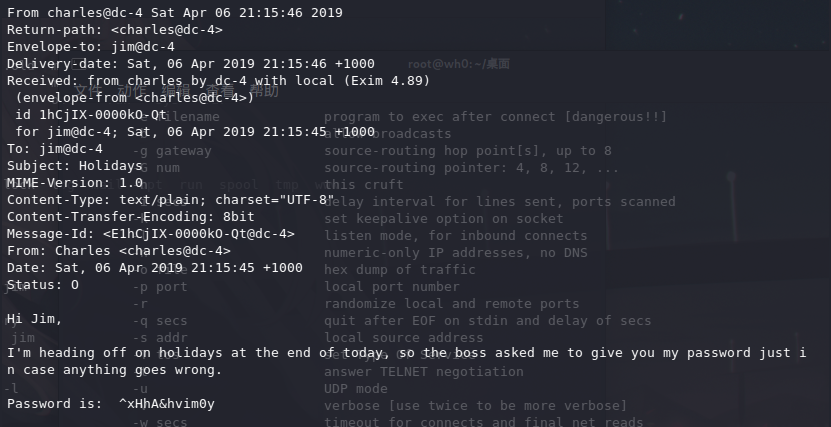 From charles@dc-4 Sat Apr 06 21:15:46 2019
Return-path: <charles@dc-4>
Envelope-to: jim@dc-4
Delivery-date: Sat, 06 Apr 2019 21:15:46 +1000
Received: from charles by dc-4 with local (Exim 4.89)
(envelope-from <charles@dc-4>)
id 1hCjIX-0000kO-Qt
for jim@dc-4; Sat, 06 Apr 2019 21:15:45 +1000
To: jim@dc-4
Subject: Holidays
MIME-Version: 1.0
Content-Type: text/plain; charset="UTF-8"
Content-Transfer-Encoding: 8bit
Message-Id: <E1hCjIX-0000kO-Qt@dc-4>
From: Charles <charles@dc-4>
Date: Sat, 06 Apr 2019 21:15:45 +1000
Status: O
Hi Jim,
I'm heading off on holidays at the end of today, so the boss asked me to give you my password just i
n case anything goes wrong.
Password is:  ^xHhA&hvim0y
root@wh0: ~/桌面
文件 动作 编辑 查看 帮助
filename program to exec after connect [dangerous!!]
broadcasts
-g gateway source-routing hop point[s], up to 8
-G num source-routing pointer: 4, 8, 12, ...
this cruft
delay interval for lines sent, ports scanned
set keepalive option on socket
listen mode, for inbound connects
numeric-only IP addresses, no DNS
hex dump of traffic
-p port local port number
-r randomize local and remote ports
-q secs quit after EOF on stdin and delay of secs
jim -s addr local source address
answer TELNET negotiation
-l -u UDP mode
verbose [use twice to be more verbose]
-w secs timeout for connects and final net reads